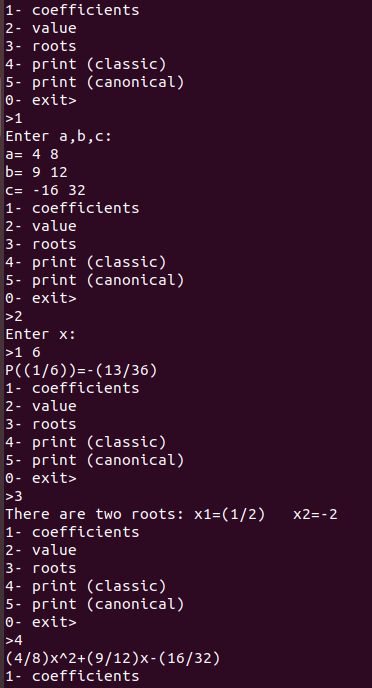 1- coefficients
2- value
3- roots
4- print (classic)
5- print (canonical)
0- exit>
>1
Enter a,b,c:
a= 4 8
b= 9 12
c= -16 32
1- coefficients
2- value
3- roots
4- print (classic)
5- print (canonical)
0- exit>
>2
Enter x:
>1 6
P((1/6))=-(13/36)
1- coefficients
2- value
3- roots
4- print (classic)
5- print (canonical)
0- exit>
>3
There are two roots: x1=(1/2)   x2=-2
1- coefficients
2- value
3- roots
4- print (classic)
5- print (canonical)
0- exit>
>4
(4/8)x^2+(9/12)x-(16/32)
1- coefficients